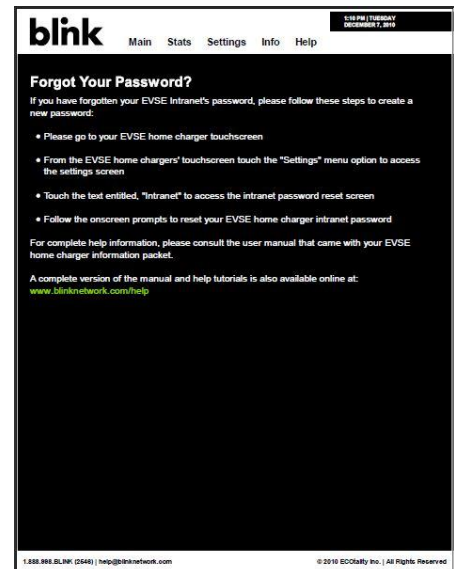 blink
Main Stats Settings Info Help
1:16 PM | TUESDAY
DECEMBER 7, 2010
Forgot Your Password?
If you have forgotten your EVSE Intranet's password, please follow these steps to create a
new password:
• Please go to your EVSE home charger touchscreen
• From the EVSE home chargers' touchscreen touch the "Settings" menu option to access
the settings screen
• Touch the text entitled, "Intranet" to access the intranet password reset screen
• Follow the onscreen prompts to reset your EVSE home charger intranet password
For complete help information, please consult the user manual that came with your EVSE
home charger information packet.
A complete version of the manual and help tutorials is also available online at:
www.blinknetwork.com/help
1.888.998.BLINK (2546) | help@blinknetwork.com
© 2010 ECOtality Inc. | All Rights Reserved